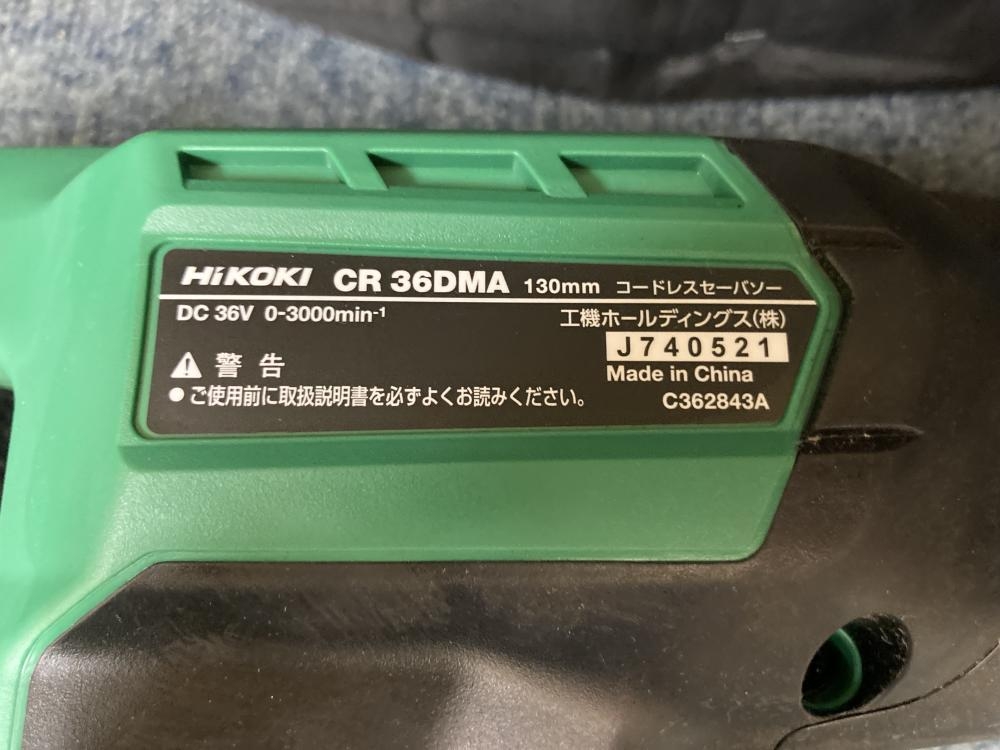 HiKOKI CR 36DMA 130mm コードレスセーバソー
DC 36V 0-3000min-1
工機ホールディングス(株)
J740521
警告
Made in China
●ご使用前に取扱説明書を必ずよくお読みください。
C362843A